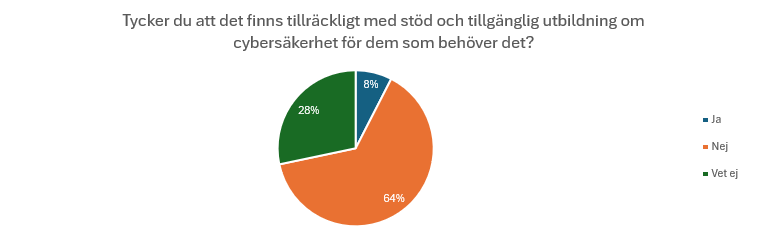 Tycker du att det finns tillräckligt med stöd och tillgänglig utbildning om
cybersäkerhet för dem som behöver det?
8%
28%
64%
Ja
Nej
Vet ej